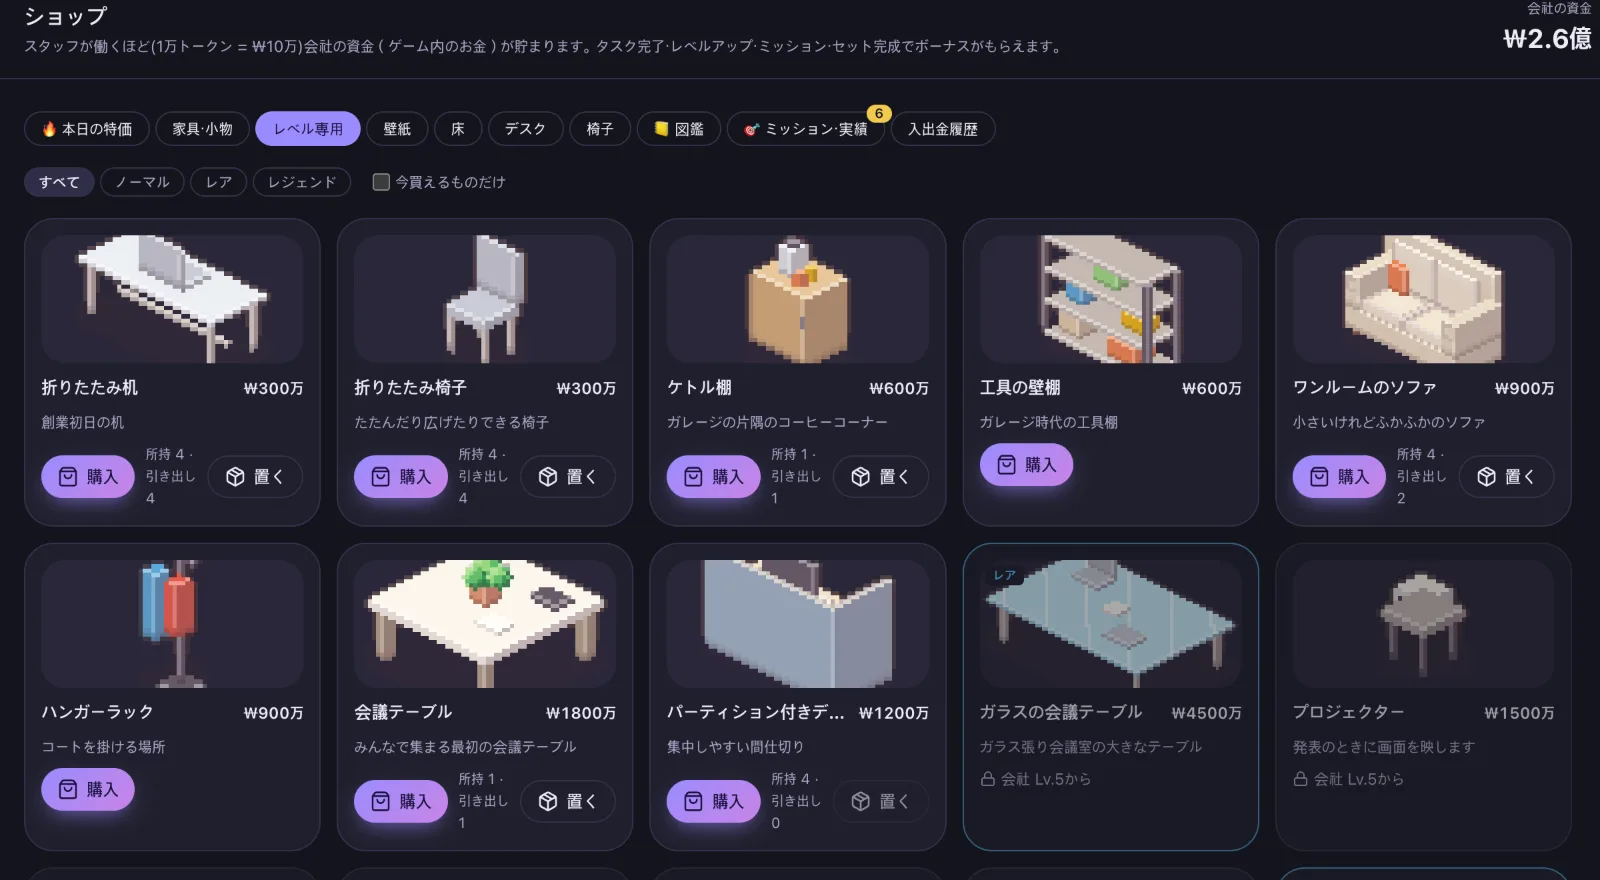 ショップ
会社の資金
スタッフが働くほど(1万トークン = ₩10万)会社の資金 ( ゲーム内のお金 ) が貯まります。タスク完了·レベルアップ·ミッション·セット完成でボーナスがもらえます。
₩2.6億
🔥 本日の特価
家具·小物
レベル専用
壁紙
床
デスク
椅子
📒 図鑑
🎯 ミッション·実績
6
入出金履歴
すべて
ノーマル
レア
レジェンド
今買えるものだけ
折りたたみ机 ₩300万
創業初日の机
購入
所持 4 ·
引き出し
4
置く
折りたたみ椅子 ₩300万
たたんだり広げたりできる椅子
購入
所持 4 ·
引き出し
4
置く
ケトル棚 ₩600万
ガレージの片隅のコーヒーコーナー
購入
所持 1 ·
引き出し
1
置く
工具の壁棚 ₩600万
ガレージ時代の工具棚
購入
ワンルームのソファ ₩900万
小さいけれどふかふかのソファ
購入
所持 4 ·
引き出し
2
置く
ハンガーラック ₩900万
コートを掛ける場所
購入
会議テーブル ₩1800万
みんなで集まる最初の会議テーブル
購入
所持 1 ·
引き出し
1
置く
パーティション付きデ... ₩1200万
集中しやすい間仕切り
購入
所持 4 ·
引き出し
0
置く
レア
ガラスの会議テーブル ₩4500万
ガラス張り会議室の大きなテーブル
会社 Lv.5から
プロジェクター ₩1500万
発表のときに画面を映します
会社 Lv.5から